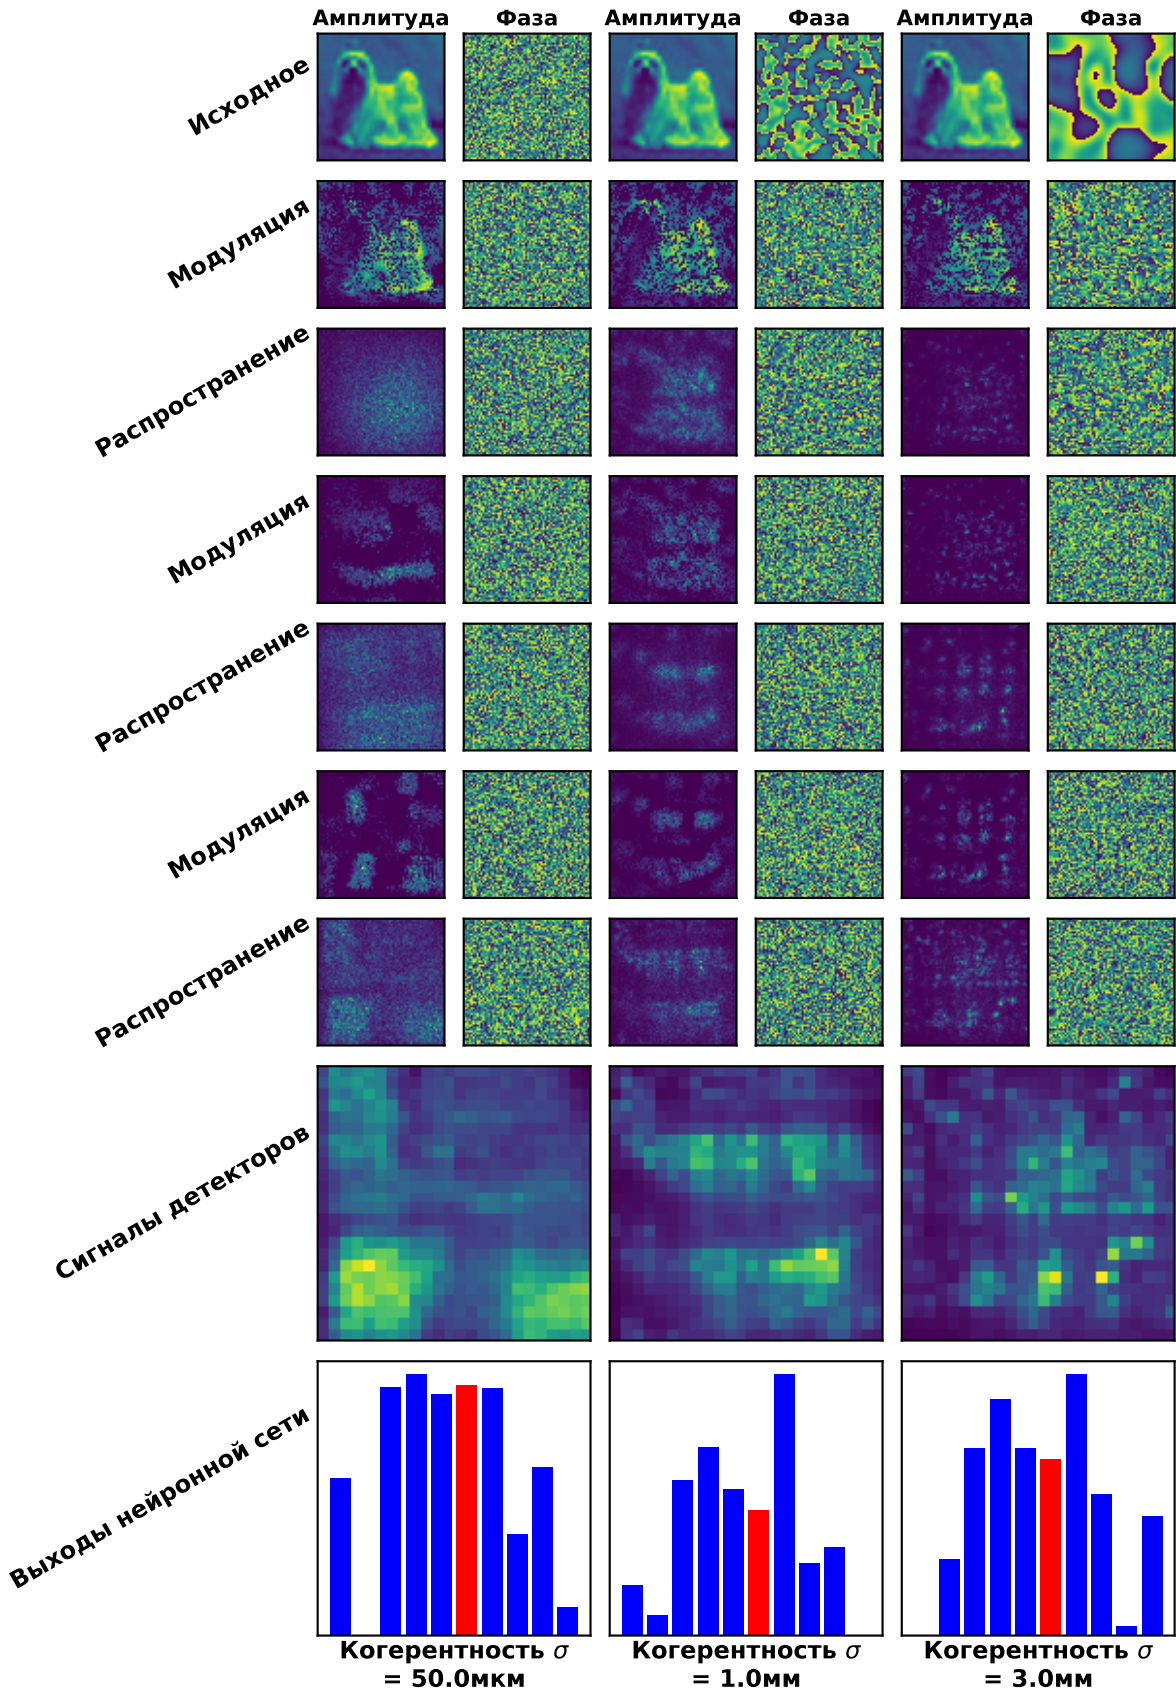 Амплитуда Фаза Амплитуда Фаза Амплитуда Фаза
Исходное
Модуляция
Распространение
Модуляция
Распространение
Модуляция
Распространение
Сигналы детекторов
Выходы нейронной сети
Когерентность σ
= 50.0мкм
Когерентность σ
= 1.0мм
Когерентность σ
= 3.0мм